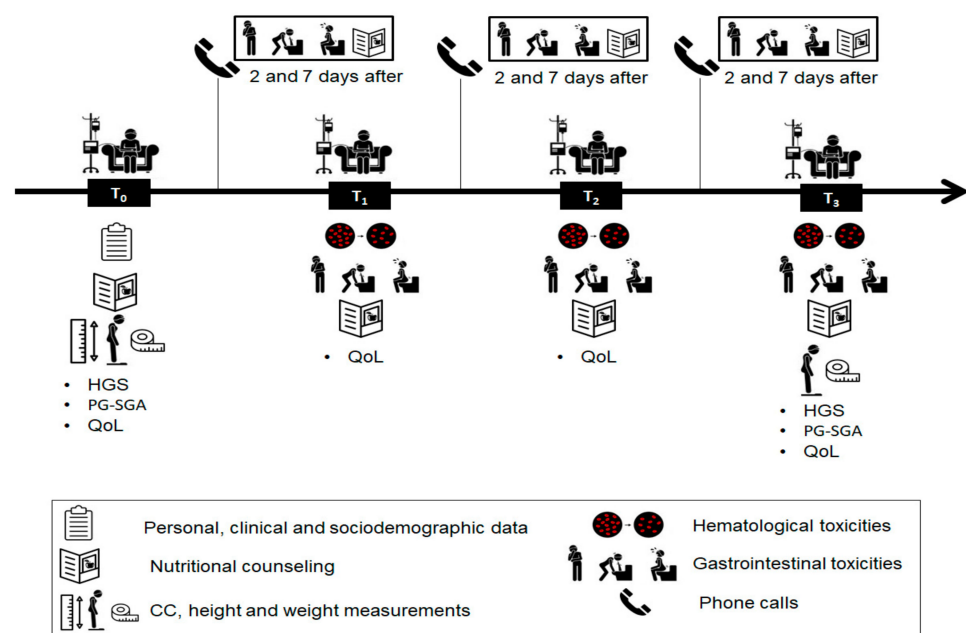 2 and 7 days after
2 and 7 days after
2 and 7 days after
T0
T1
T2
T3
• HGS
• PG-SGA
• QoL
• QoL
• QoL
• HGS
• PG-SGA
• QoL
Personal, clinical and sociodemographic data
Nutritional counseling
CC, height and weight measurements
Hematological toxicities
Gastrointestinal toxicities
Phone calls